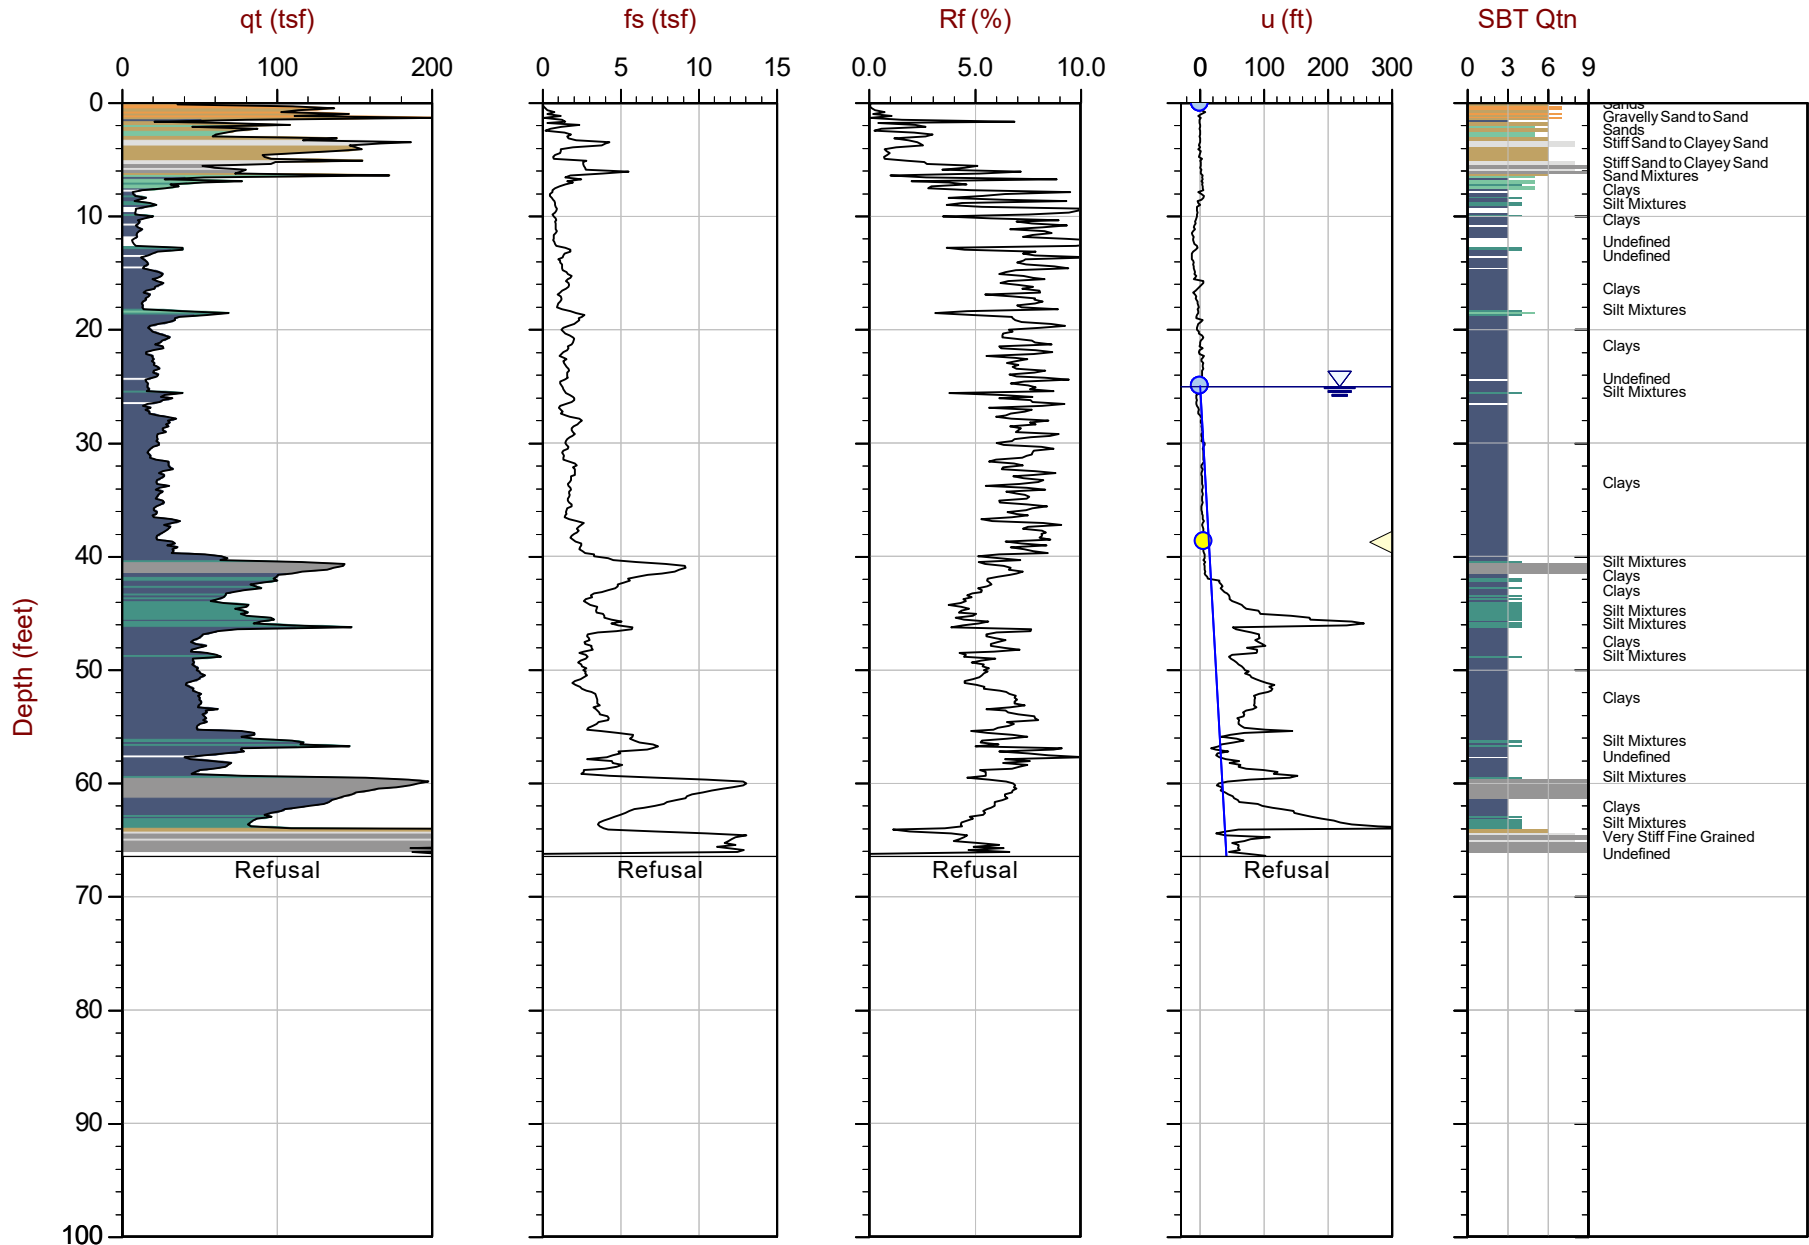 qt (tsf)
fs (tsf)
Rf (%)
u (ft)
SBT Qtn
0 100 200
0 5 10 15
0.0 5.0 10.0
0 100 200 300
0 3 6 9
Depth (feet)
0
10
20
30
40
50
60
70
80
90
100
Sands
Gravelly Sand to Sand
Sands
Stiff Sand to Clayey Sand
Stiff Sand to Clayey Sand
Sand Mixtures
Clays
Silt Mixtures
Clays
Undefined
Undefined
Clays
Silt Mixtures
Clays
Undefined
Silt Mixtures
Clays
Silt Mixtures
Clays
Clays
Silt Mixtures
Silt Mixtures
Clays
Silt Mixtures
Clays
Silt Mixtures
Undefined
Silt Mixtures
Clays
Silt Mixtures
Very Stiff Fine Grained
Undefined
Refusal
Refusal
Refusal
Refusal